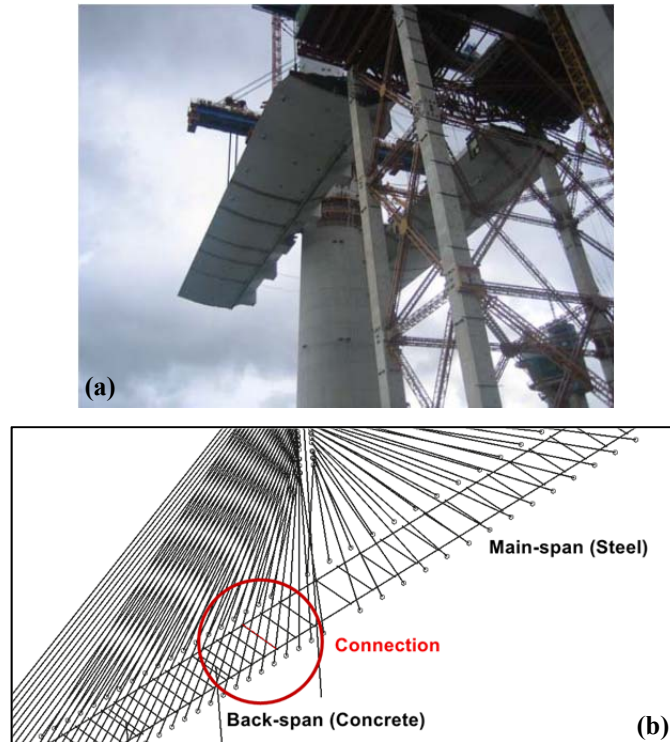 (a)
Main-span (Steel)
Connection
Back-span (Concrete)
(b)